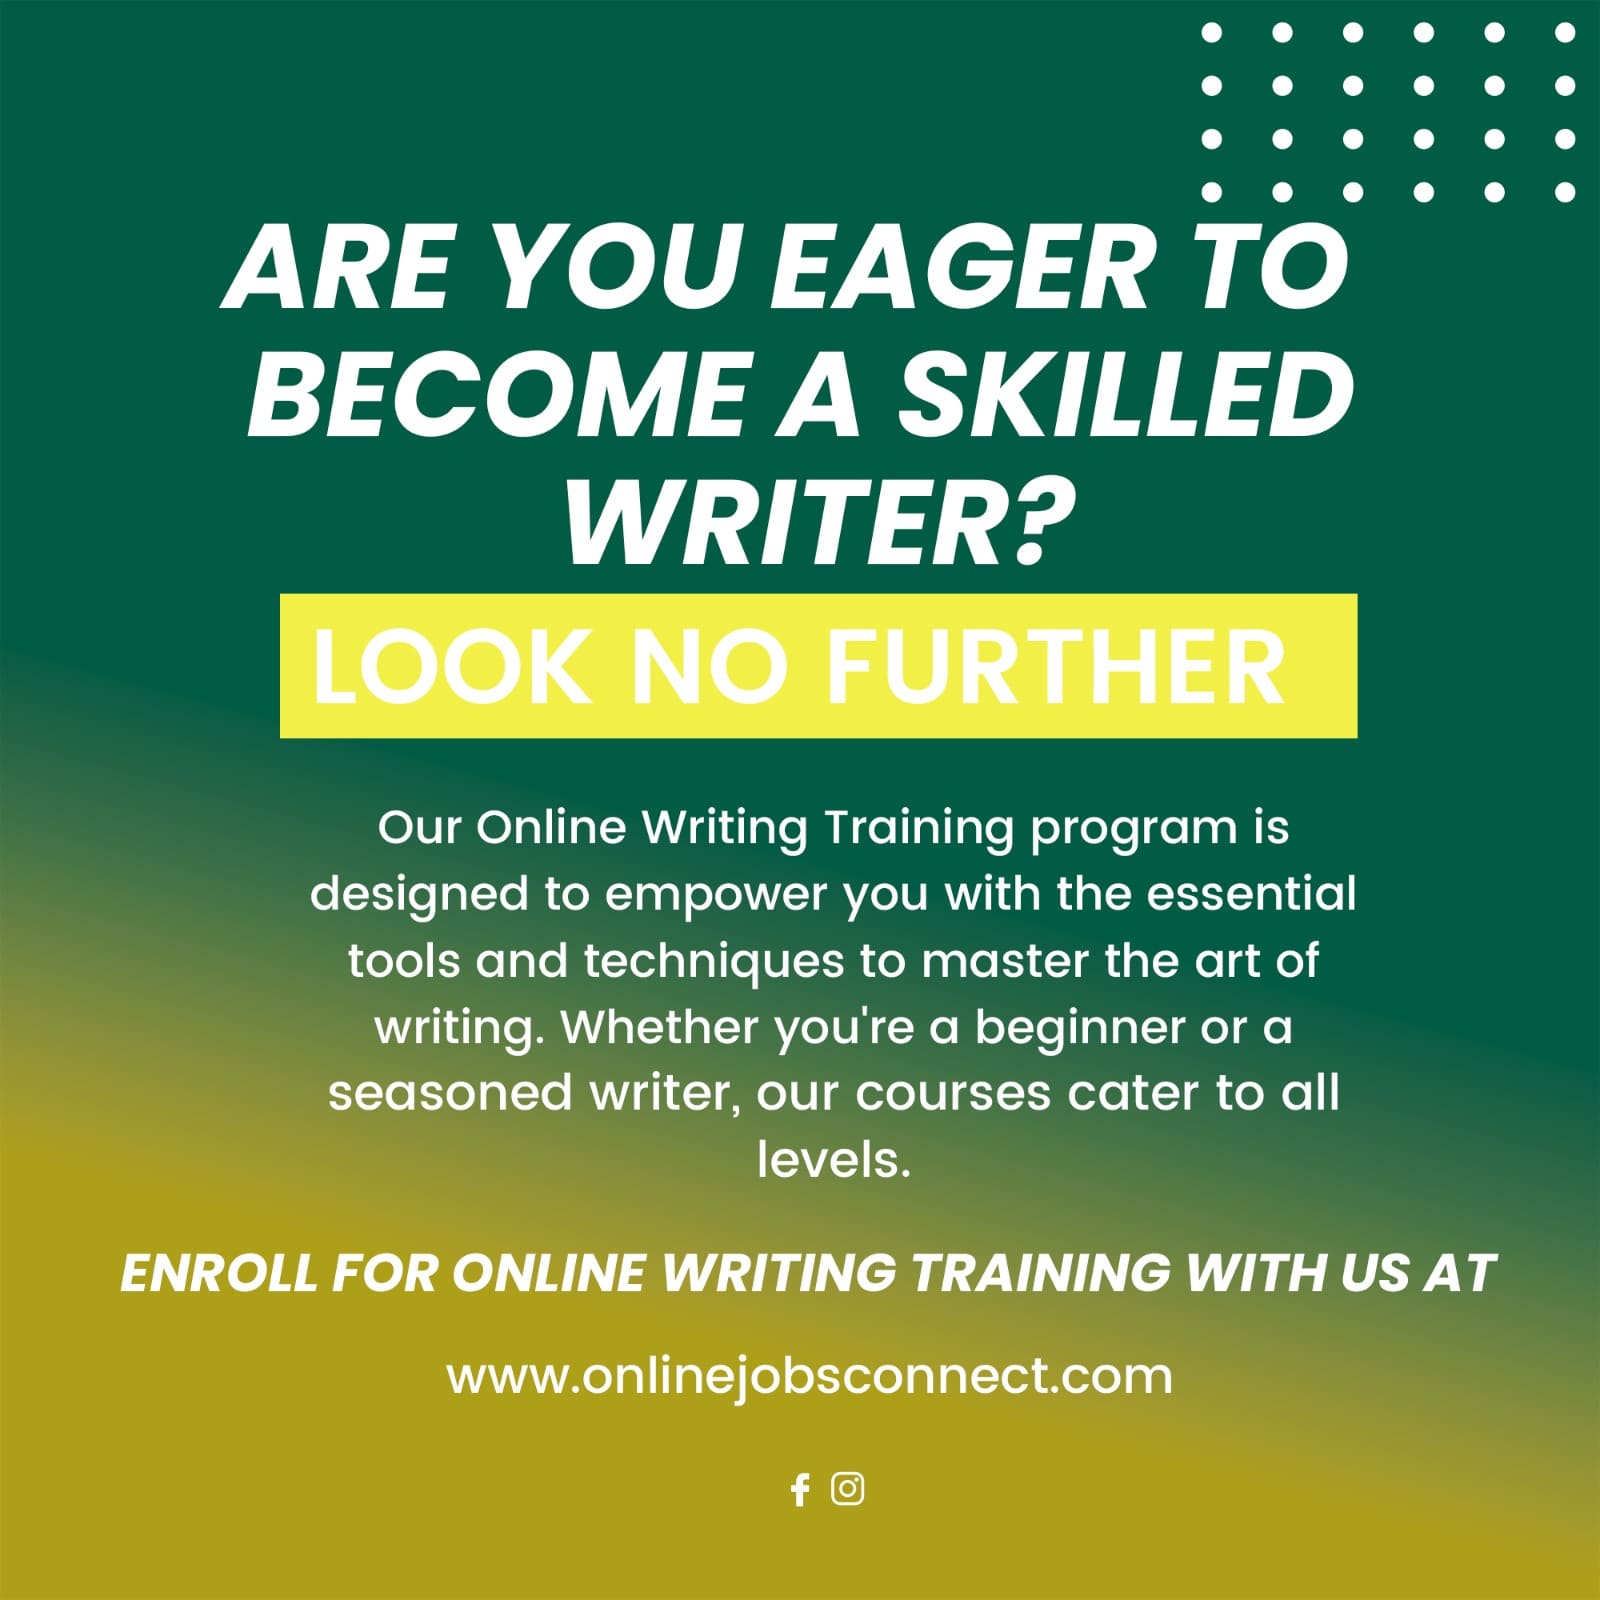 ARE YOU EAGER TO
BECOME A SKILLED
WRITER?
LOOK NO FURTHER
Our Online Writing Training program is
designed to empower you with the essential
tools and techniques to master the art of
writing. Whether you're a beginner or a
seasoned writer, our courses cater to all
levels.
ENROLL FOR ONLINE WRITING TRAINING WITH US AT
www.onlinejobsconnect.com